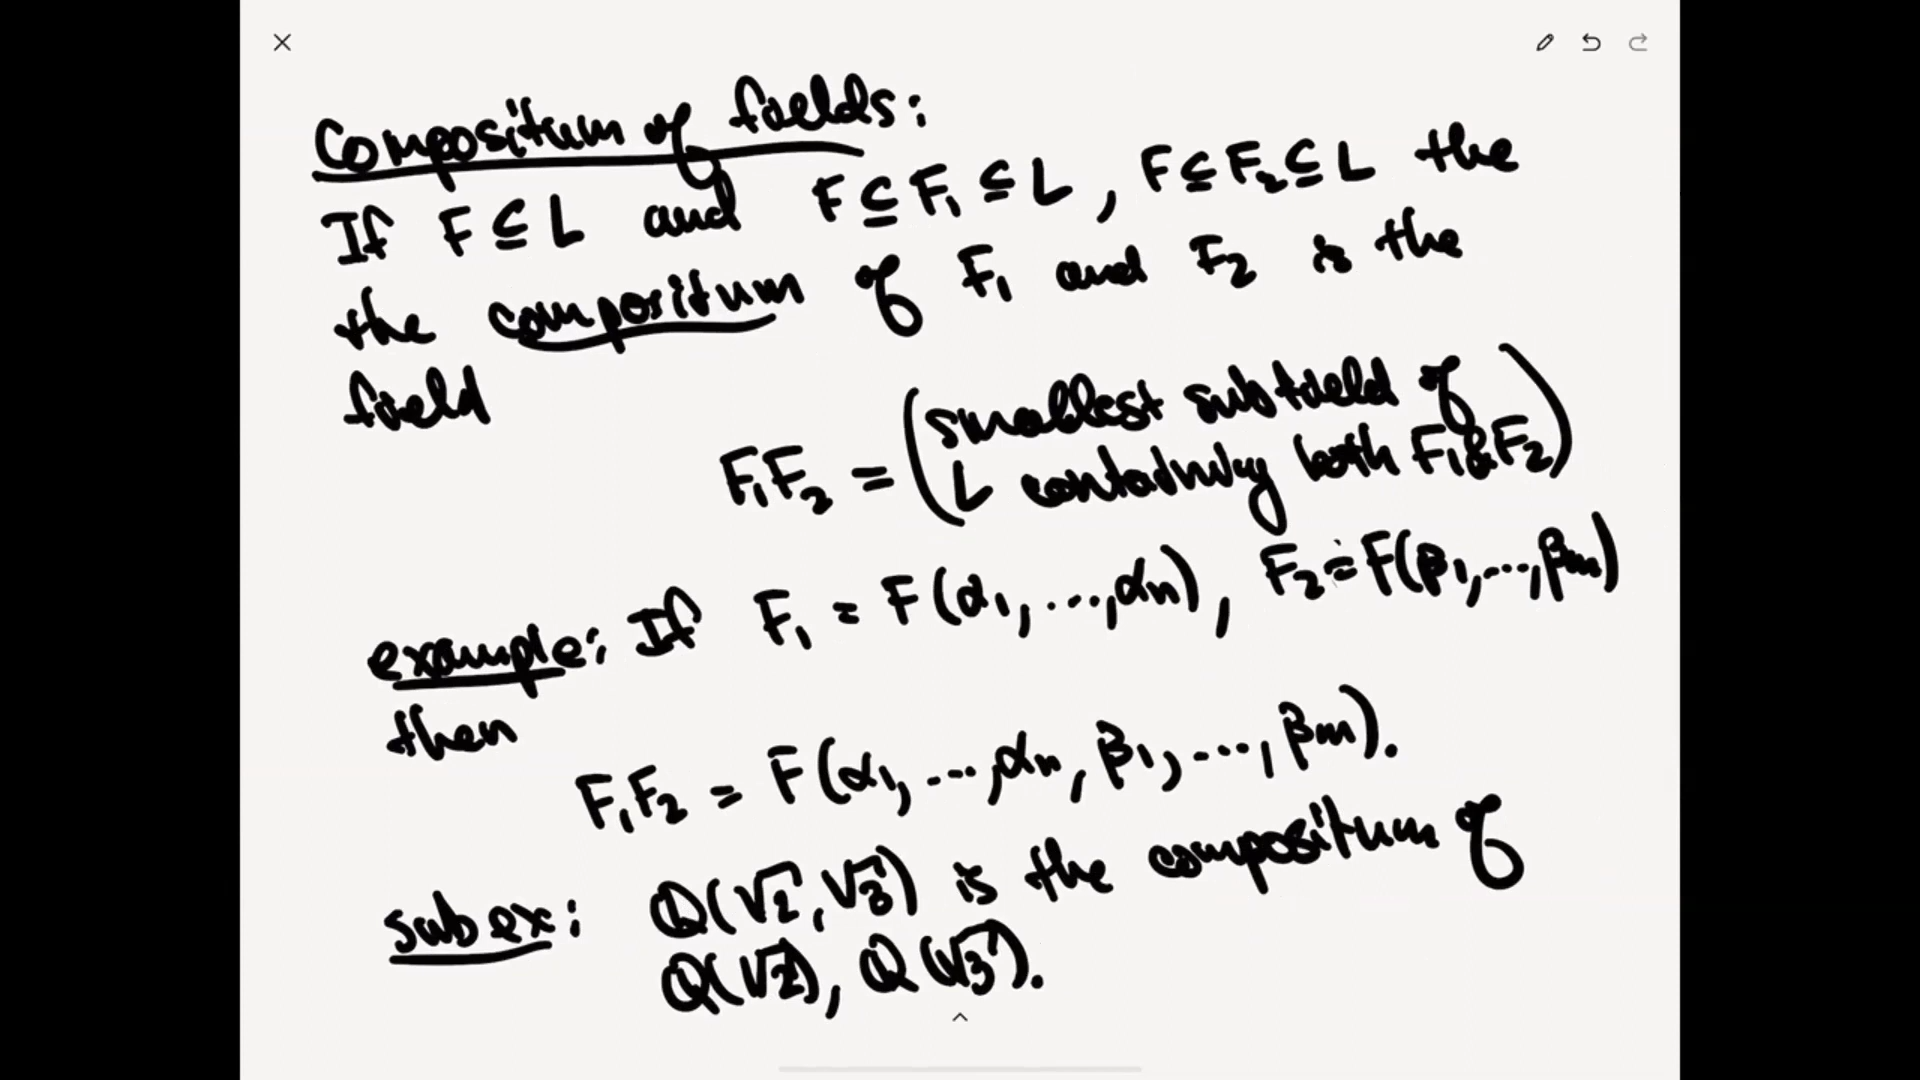 Compositum of fields:
If F ⊆ L and F ⊆ F₁ ⊆ L, F ⊆ F₂ ⊆ L the
the compositum of F₁ and F₂ is the
field
F₁F₂ = (smallest subfield of
L containing both F₁ & F₂)
example: If F₁ = F(α₁, ..., αₙ), F₂ = F(β₁, ..., βₘ)
then
F₁F₂ = F(α₁, ..., αₙ, β₁, ..., βₘ).
subex: Q(√2, √3) is the compositum of
Q(√2), Q(√3).